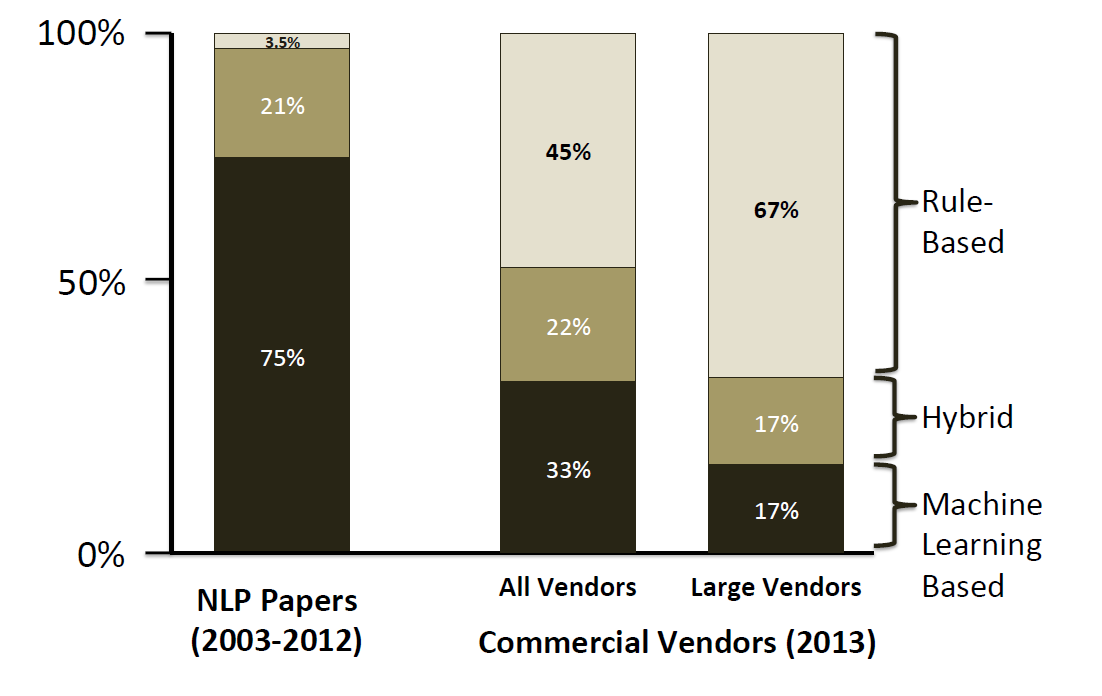 100%
50%
0%
3.5%
21%
75%
45%
22%
33%
67%
17%
17%
Rule-
Based
Hybrid
Machine
Learning
Based
NLP Papers
(2003-2012)
All Vendors
Large Vendors
Commercial Vendors (2013)